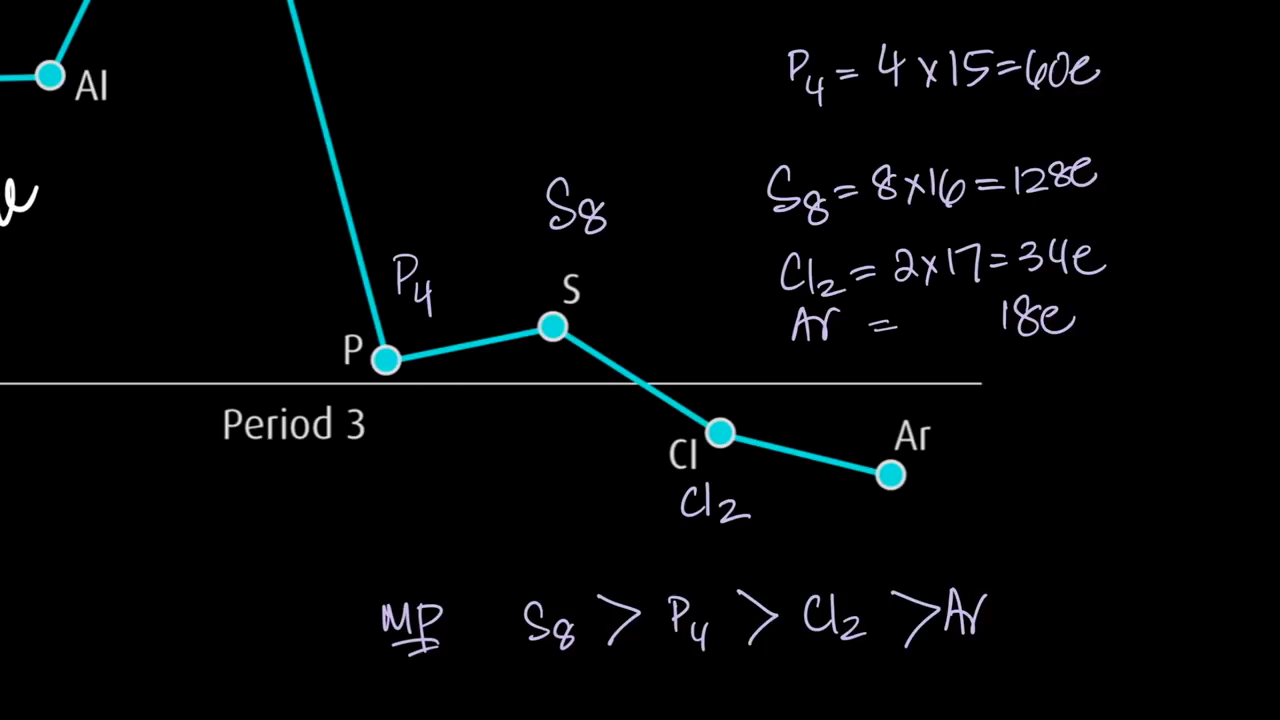 P₄ = 4 x 15 = 60e
Al
S₈ = 8 x 16 = 128e
e
S₈
Cl₂ = 2 x 17 = 34e
P₄
S
Ar = 18e
P
Period 3
Ar
Cl
Cl₂
MP S₈ > P₄ > Cl₂ > Ar